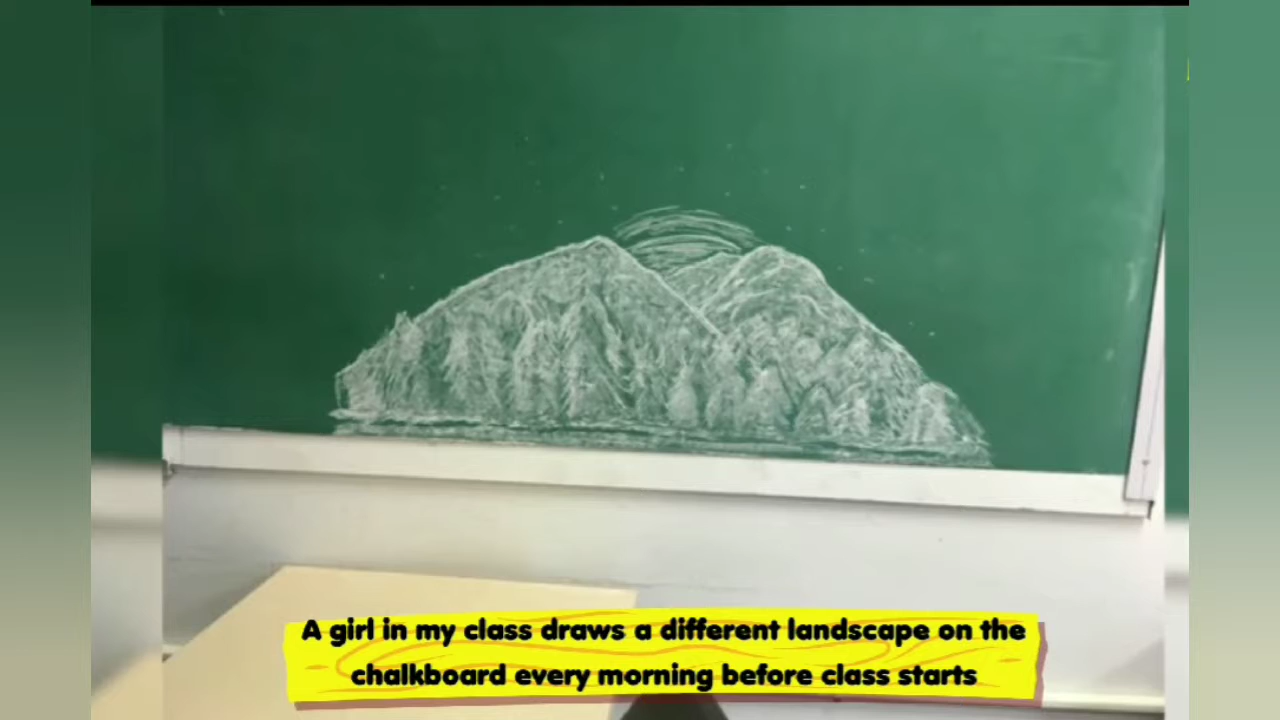 A girl in my class draws a different landscape on the
chalkboard every morning before class starts